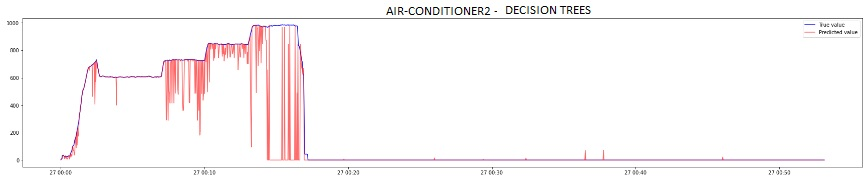 AIR-CONDITIONER2 - DECISION TREES
True value
Predicted value
1000
800
600
400
200
0
27 00:00 27 00:10 27 00:20 27 00:30 27 00:40 27 00:50